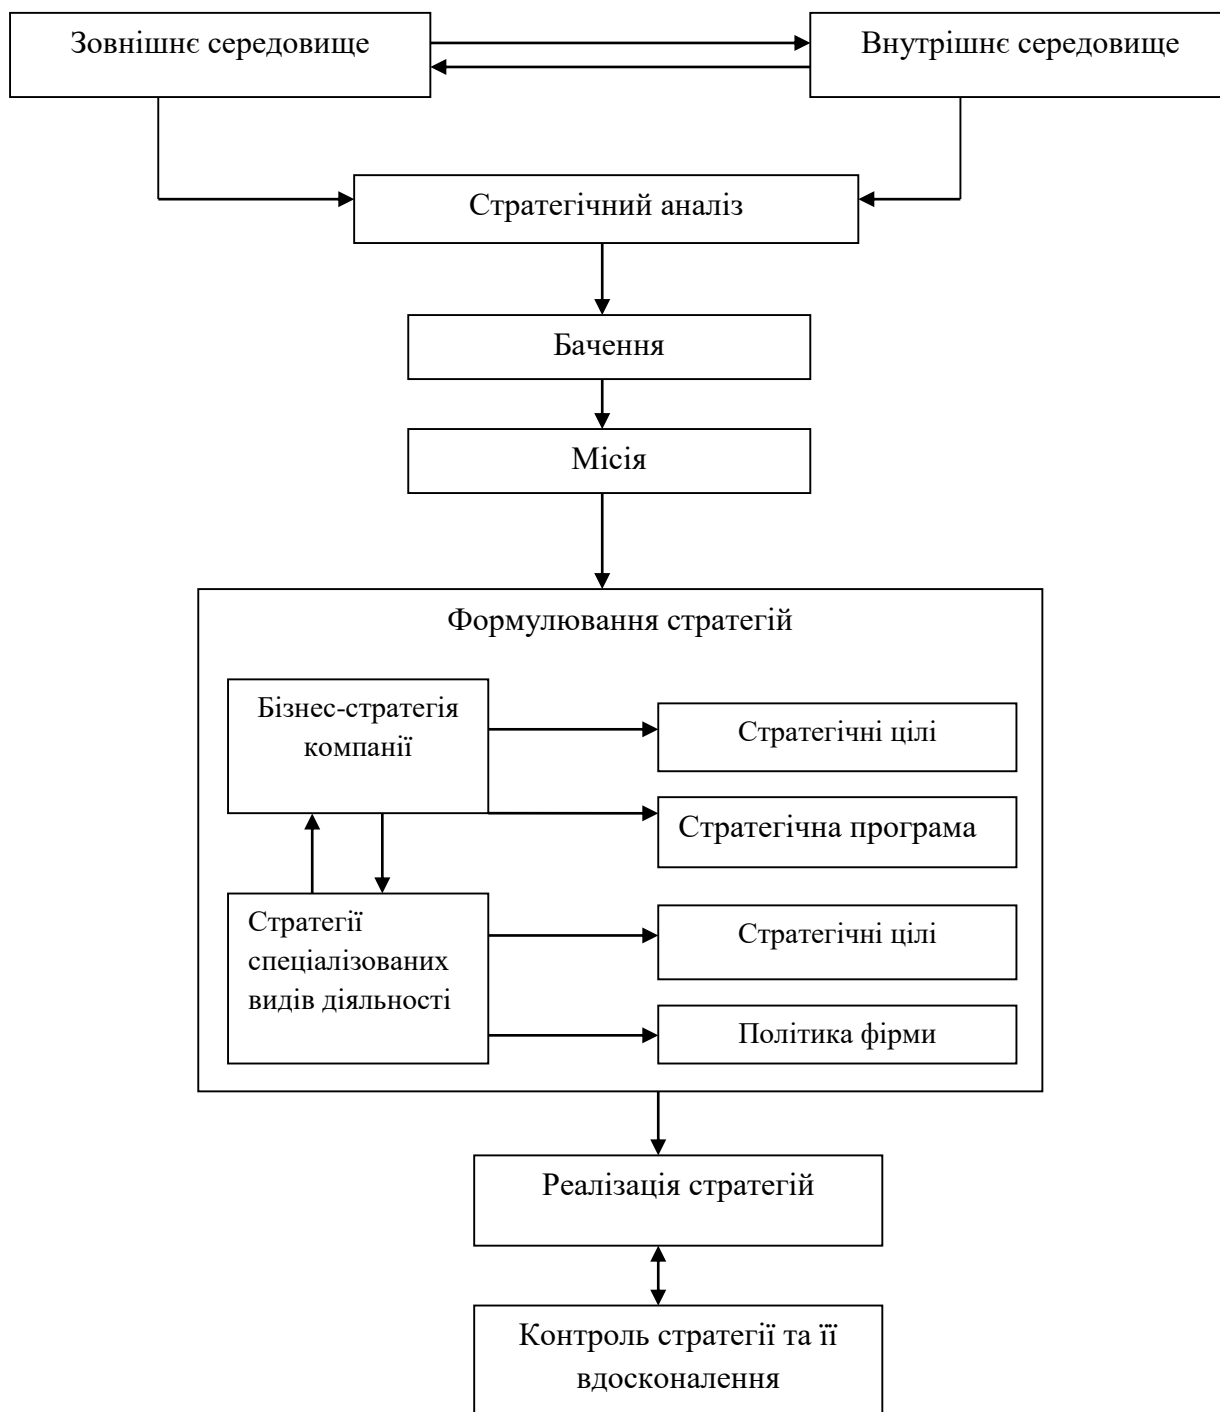 Зовнішнє середовище
Внутрішнє середовище
Стратегічний аналіз
Бачення
Місія
Формулювання стратегій
Бізнес-стратегія
компанії
Стратегічні цілі
Стратегічна програма
Стратегії
спеціалізованих
видів діяльності
Стратегічні цілі
Політика фірми
Реалізація стратегій
Контроль стратегії та її
вдосконалення